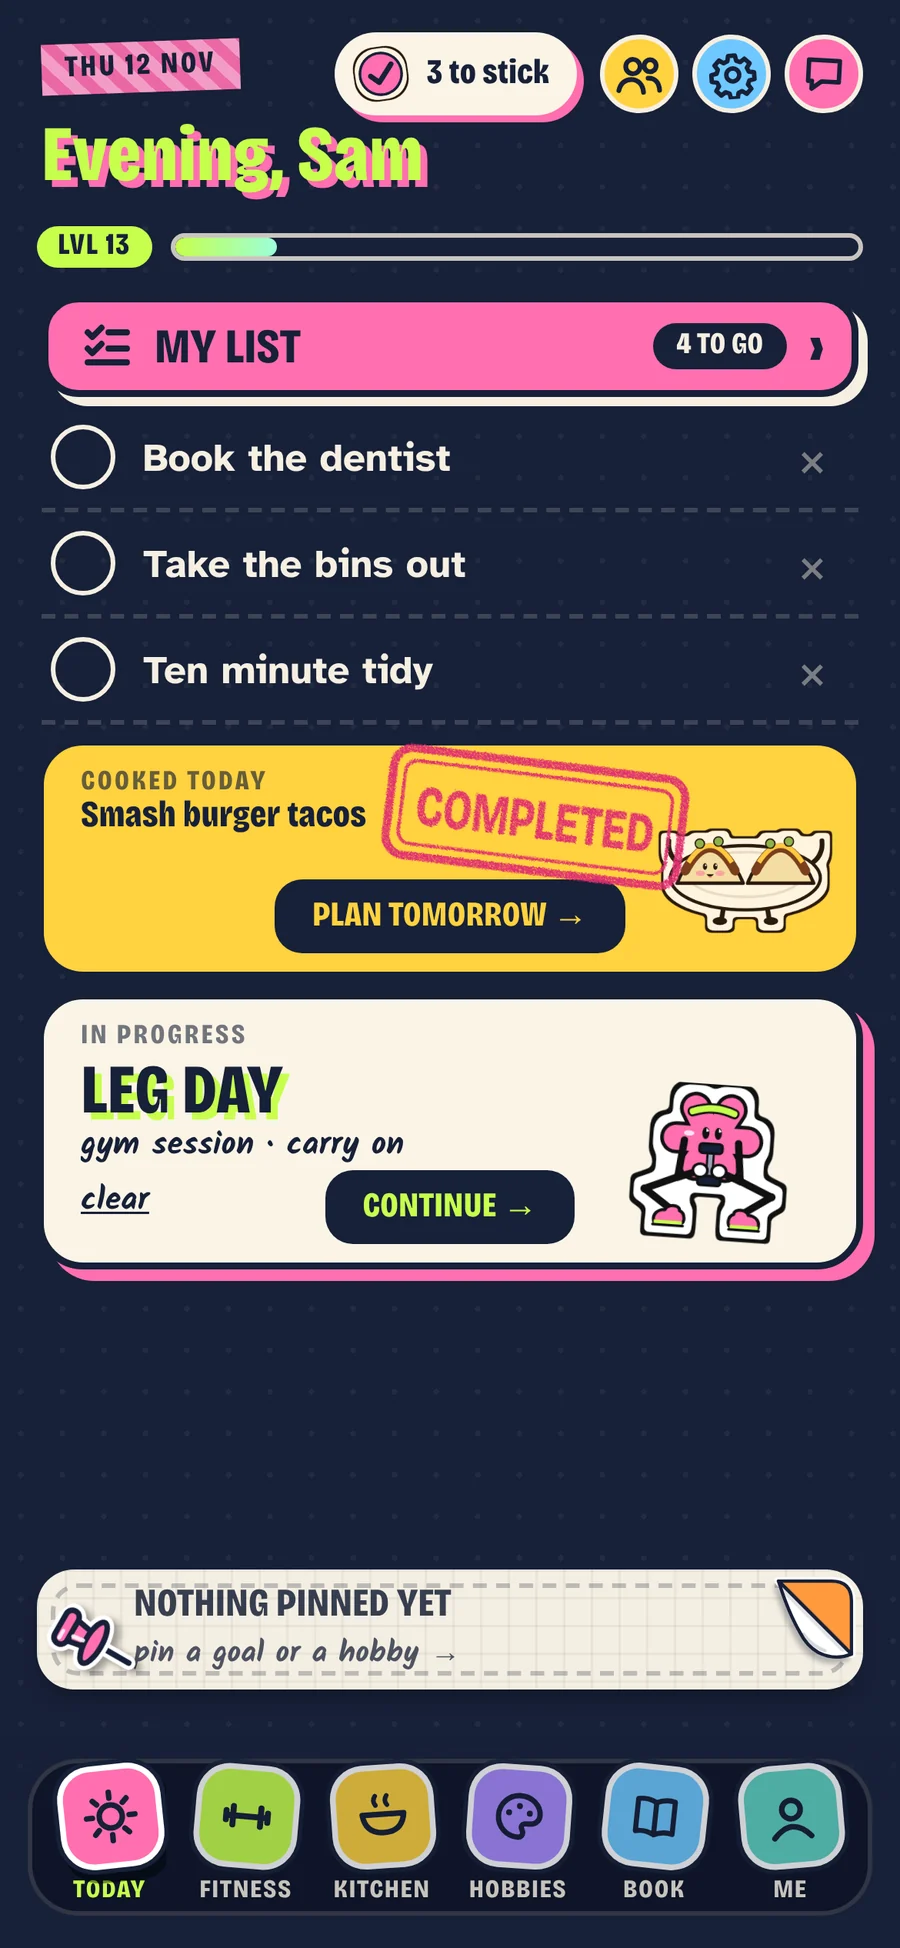 THU 12 NOV
3 to stick
Evening, Sam
LVL 13
MY LIST
4 TO GO
Book the dentist
Take the bins out
Ten minute tidy
COOKED TODAY
Smash burger tacos
COMPLETED
PLAN TOMORROW →
IN PROGRESS
LEG DAY
gym session · carry on
clear
CONTINUE →
NOTHING PINNED YET
pin a goal or a hobby →
TODAY
FITNESS
KITCHEN
HOBBIES
BOOK
ME